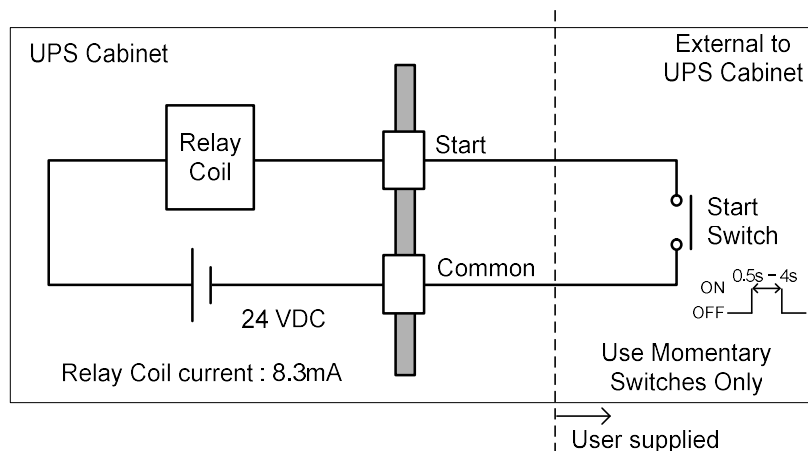 UPS Cabinet
External to
UPS Cabinet
Relay
Coil
Start
Start
Switch
Common
0.5s – 4s
ON
OFF
24 VDC
Relay Coil current : 8.3mA
Use Momentary
Switches Only
User supplied